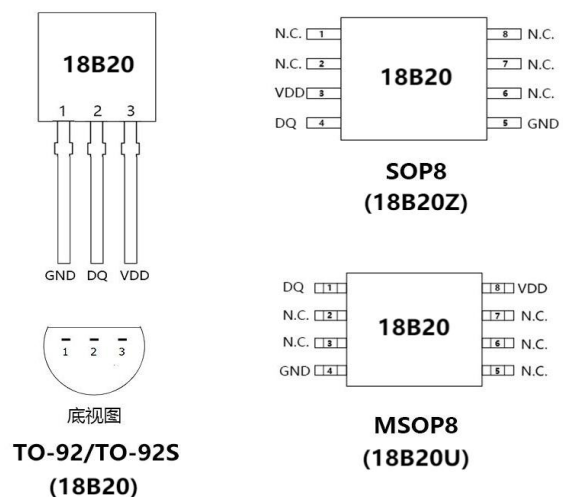 18B20
1 2 3
GND DQ VDD
1 2 3
底视图
TO-92/TO-92S
(18B20)
N.C. 1 8 N.C.
N.C. 2 7 N.C.
18B20
VDD 3 6 N.C.
DQ 4 5 GND
SOP8
(18B20Z)
DQ 1 8 VDD
N.C. 2 7 N.C.
18B20
N.C. 3 6 N.C.
GND 4 5 N.C.
MSOP8
(18B20U)